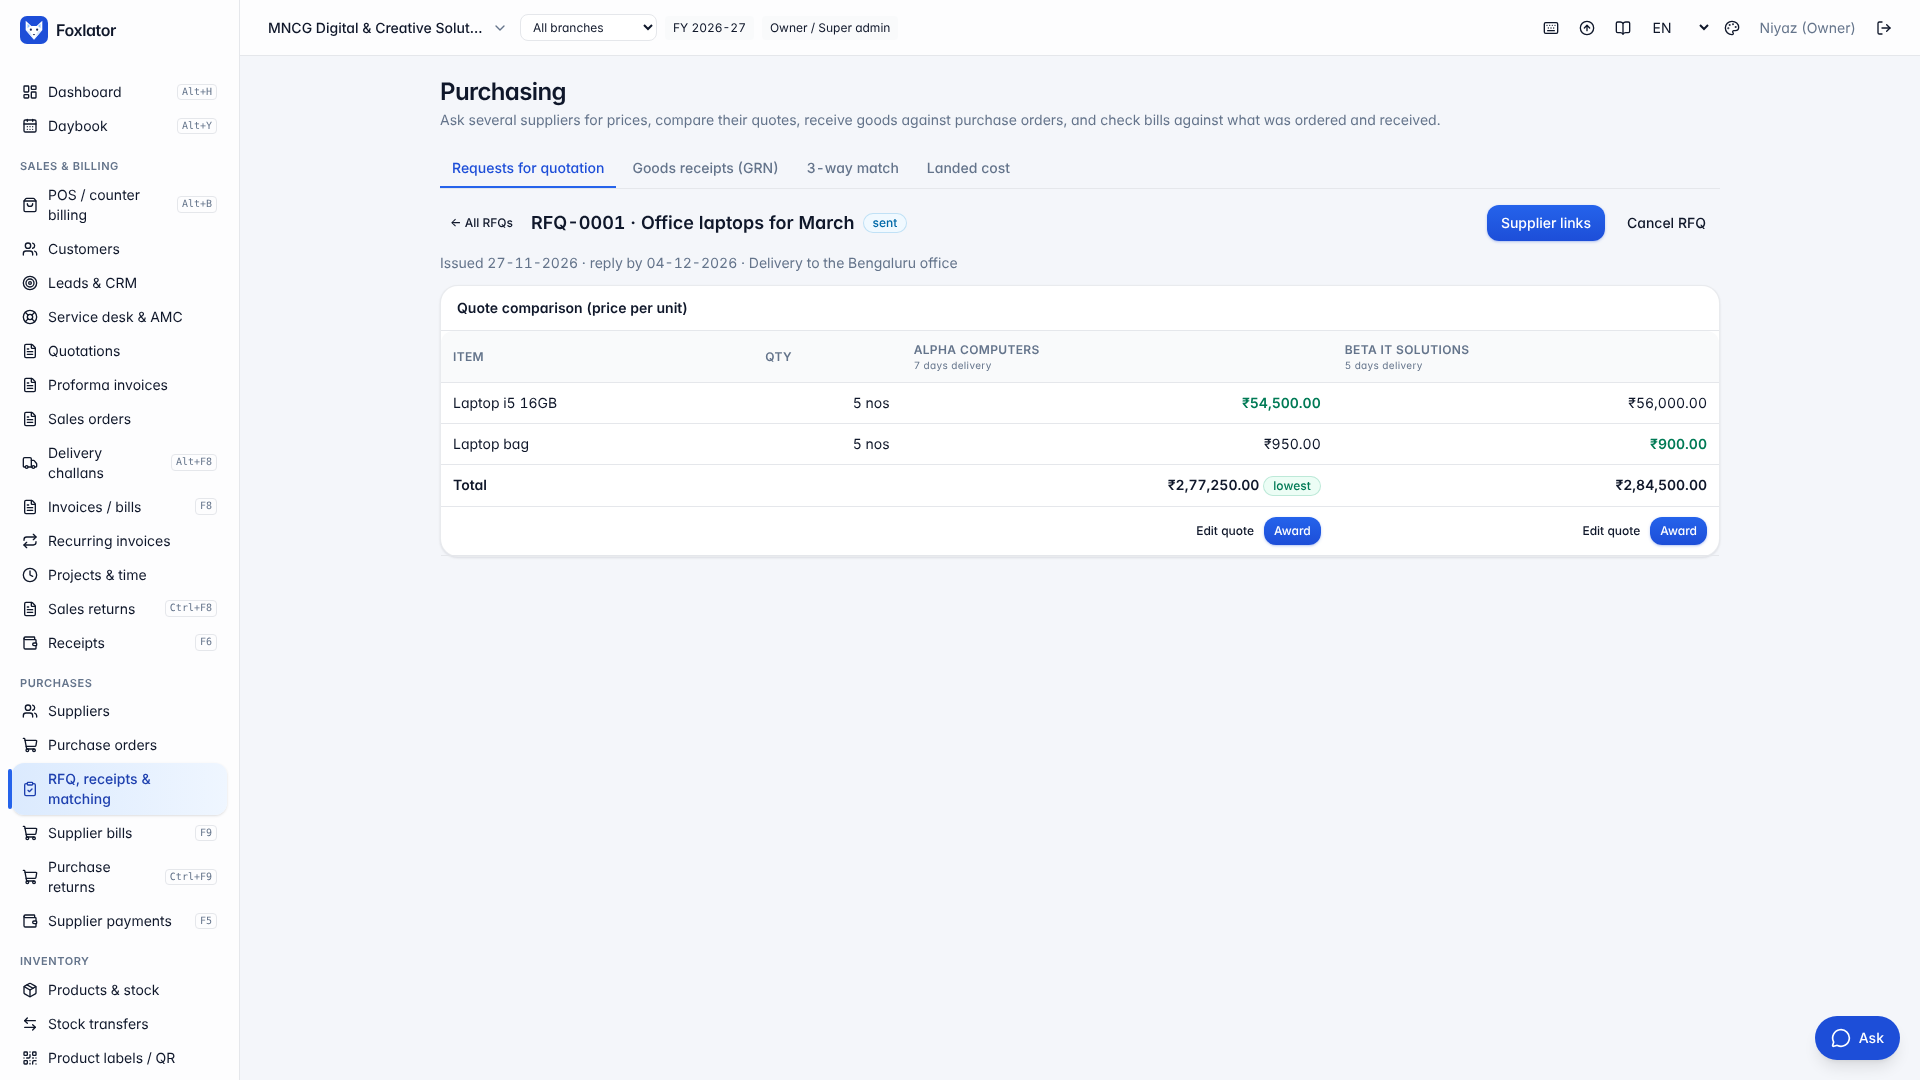 Foxlator
MNCG Digital & Creative Solut...
All branches
FY 2026-27
Owner / Super admin
EN
Niyaz (Owner)
Dashboard Alt+H
Daybook Alt+Y
SALES & BILLING
POS / counter
billing
Alt+B
Customers
Leads & CRM
Service desk & AMC
Quotations
Proforma invoices
Sales orders
Delivery
challans
Alt+F8
Invoices / bills F8
Recurring invoices
Projects & time
Sales returns Ctrl+F8
Receipts F6
PURCHASES
Suppliers
Purchase orders
RFQ, receipts &
matching
Supplier bills F9
Purchase
returns
Ctrl+F9
Supplier payments F5
INVENTORY
Products & stock
Stock transfers
Product labels / QR
Purchasing
Ask several suppliers for prices, compare their quotes, receive goods against purchase orders, and check bills against what was ordered and received.
Requests for quotation Goods receipts (GRN) 3-way match Landed cost
← All RFQs RFQ-0001 · Office laptops for March sent Supplier links Cancel RFQ
Issued 27-11-2026 · reply by 04-12-2026 · Delivery to the Bengaluru office
Quote comparison (price per unit)
ITEM QTY ALPHA COMPUTERS BETA IT SOLUTIONS
7 days delivery 5 days delivery
Laptop i5 16GB 5 nos ₹54,500.00 ₹56,000.00
Laptop bag 5 nos ₹950.00 ₹900.00
Total ₹2,77,250.00 lowest ₹2,84,500.00
Edit quote Award Edit quote Award
Ask